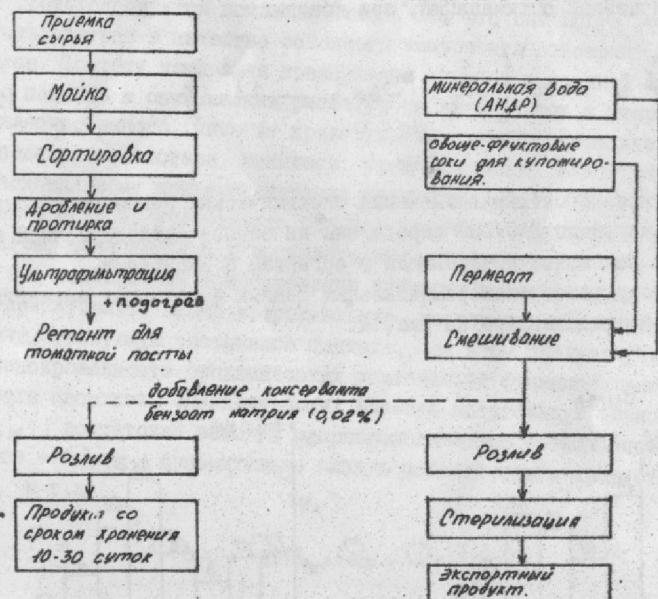 Приёмка
сырья
Мойка
Сортировка
Дробление и
протирка
Ультрафильтрация
+подогрев
Ретант для
томатной пасты
минеральная вода
(АНДР)
овоще-фруктовые
соки для купожиро-
вания.
Пермеат
Смешивание
добавление консерванта
бензоат натрия (0,02%)
Розлив
Продукт со
сроком хранения
10-30 суток
Розлив
Стерилизация
Экспортный
продукт.